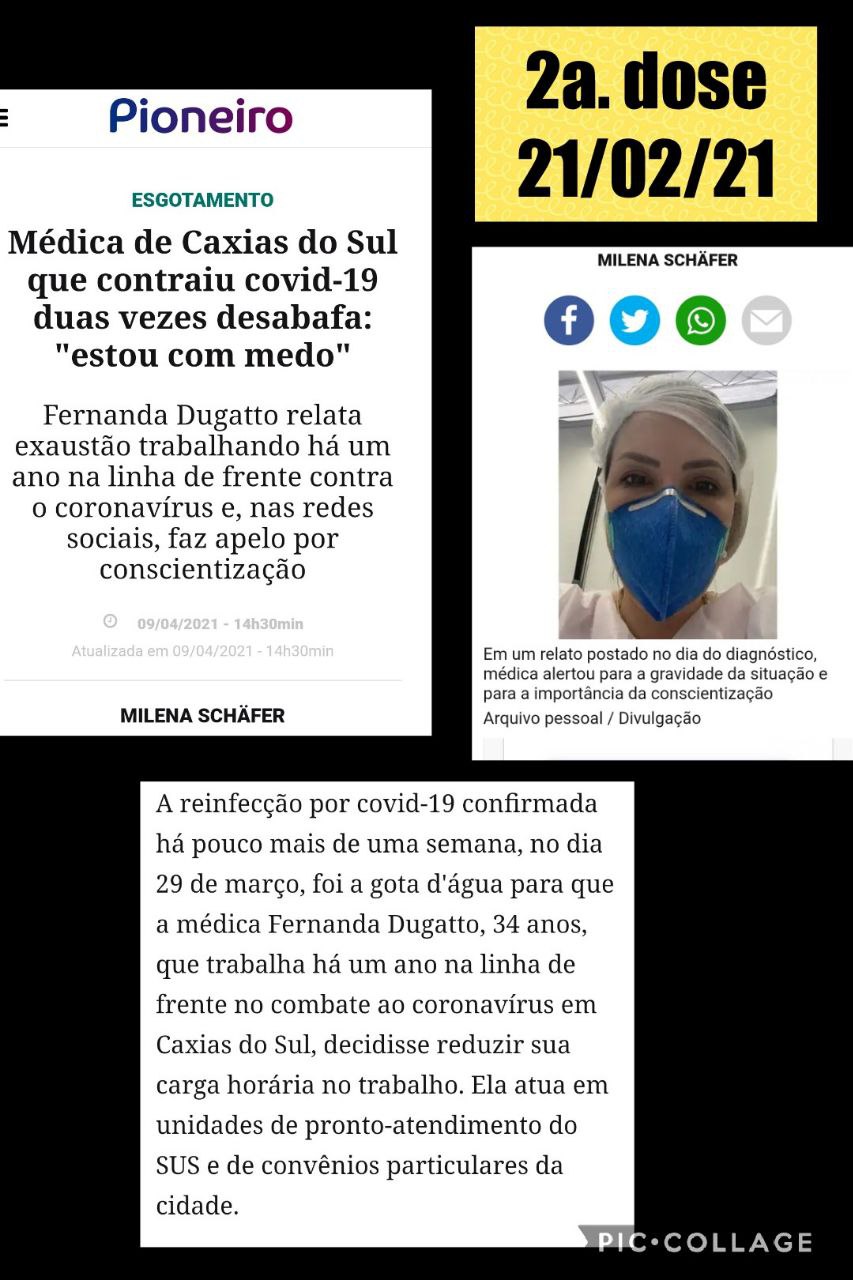 Pioneiro
ESGOTAMENTO
Médica de Caxias do Sul
que contraiu covid-19
duas vezes desabafa:
"estou com medo"
Fernanda Dugatto relata
exaustão trabalhando há um
ano na linha de frente contra
o coronavírus e, nas redes
sociais, faz apelo por
conscientização
09/04/2021 - 14h30min
Atualizada em 09/04/2021 - 14h30min
MILENA SCHÄFER
2a. dose
21/02/21
MILENA SCHÄFER
Em um relato postado no dia do diagnóstico,
médica alertou para a gravidade da situação e
para a importância da conscientização
Arquivo pessoal / Divulgação
A reinfecção por covid-19 confirmada
há pouco mais de uma semana, no dia
29 de março, foi a gota d'água para que
a médica Fernanda Dugatto, 34 anos,
que trabalha há um ano na linha de
frente no combate ao coronavírus em
Caxias do Sul, decidisse reduzir sua
carga horária no trabalho. Ela atua em
unidades de pronto-atendimento do
SUS e de convênios particulares da
cidade.
PIC•COLLAGE